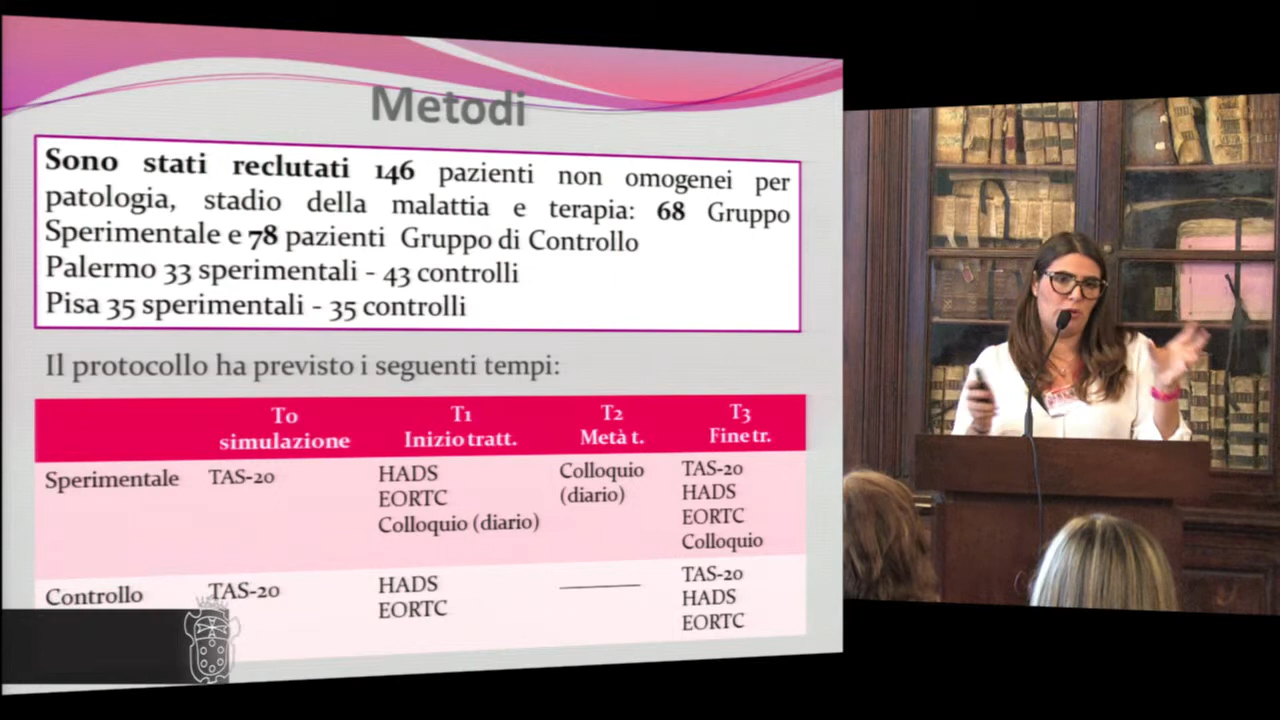 Metodi
Sono stati reclutati 146 pazienti non omogenei per
patologia, stadio della malattia e terapia: 68 Gruppo
Sperimentale e 78 pazienti Gruppo di Controllo
Palermo 33 sperimentali - 43 controlli
Pisa 35 sperimentali - 35 controlli
Il protocollo ha previsto i seguenti tempi:
T0 T1 T2 T3
simulazione Inizio tratt. Metà t. Fine tr.
Sperimentale TAS-20 HADS Colloquio TAS-20
EORTC (diario) HADS
Colloquio (diario) EORTC
Colloquio
Controllo TAS-20 HADS TAS-20
EORTC HADS
EORTC